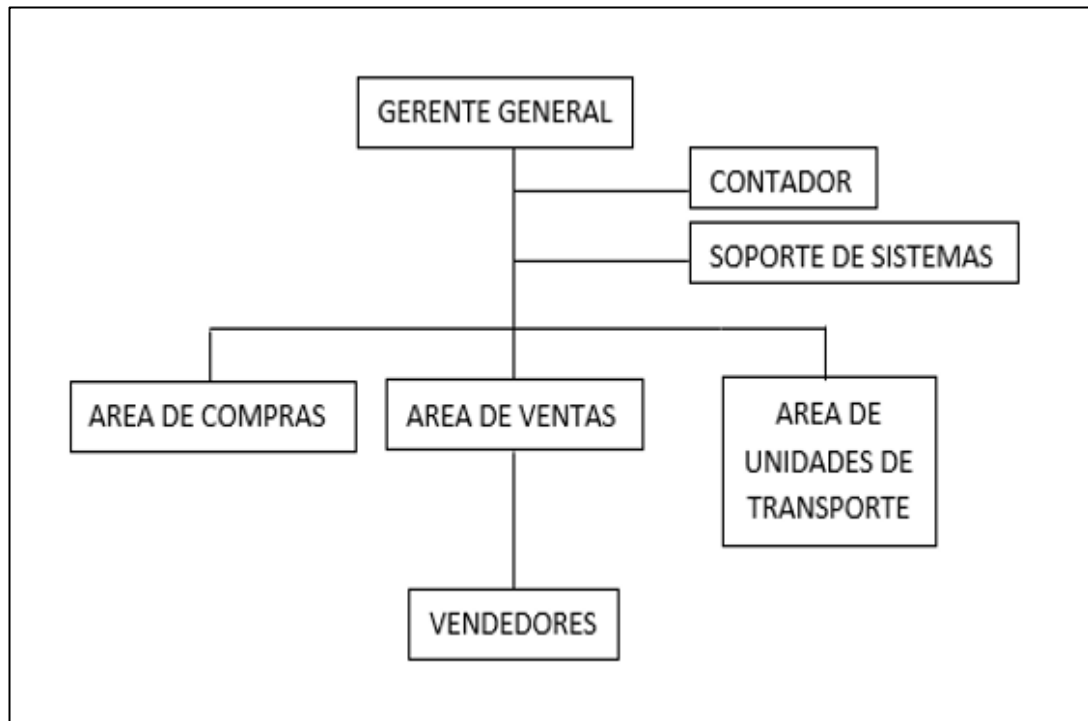 GERENTE GENERAL
CONTADOR
SOPORTE DE SISTEMAS
AREA DE COMPRAS
AREA DE VENTAS
AREA DE
UNIDADES DE
TRANSPORTE
VENDEDORES